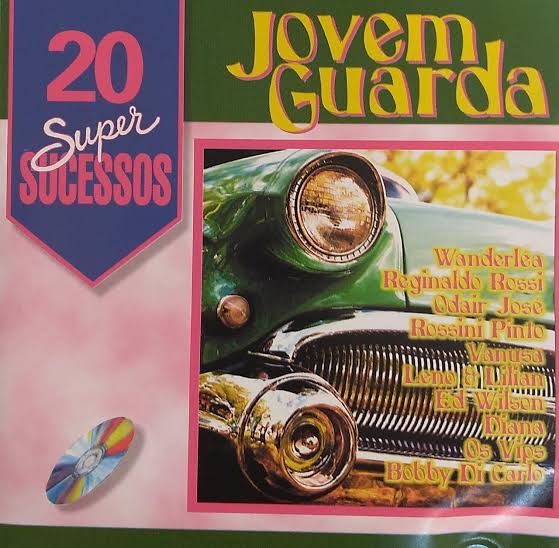 20
Super
SUCESSOS
Jovem
Guarda
Wanderléa
Reginaldo Rossi
Odair José
Rossini Pinto
Vanusa
Leno & Lilian
Ed Wilson
Diana
Os Vips
Bobby Di Carlo